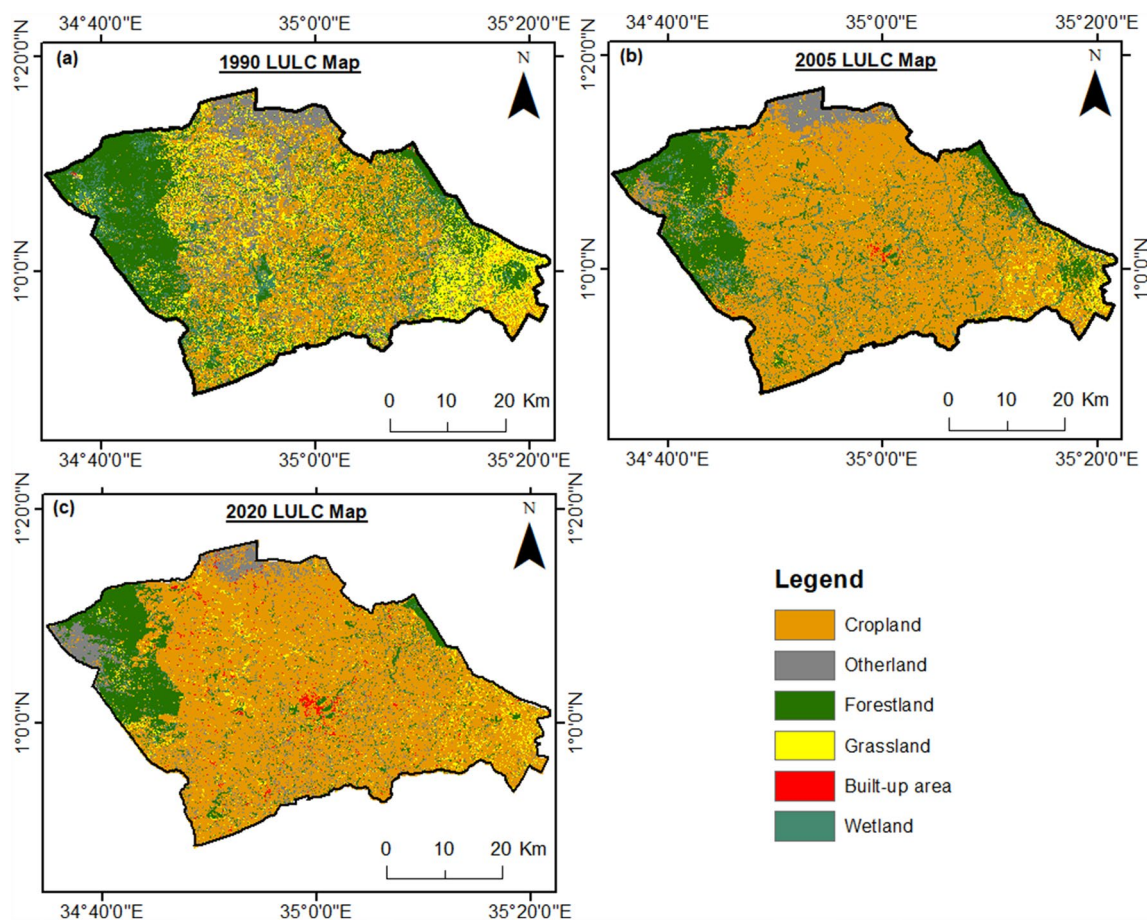 34°40'0"E 35°0'0"E 35°20'0"E
34°40'0"E 35°0'0"E 35°20'0"E
(a) 1990 LULC Map N
(b) 2005 LULC Map N
1°20'0"N
1°0'0"N
1°20'0"N
1°0'0"N
1°20'0"N
1°0'0"N
0 10 20 Km
0 10 20 Km
34°40'0"E 35°0'0"E 35°20'0"E
34°40'0"E 35°0'0"E 35°20'0"E
(c) 2020 LULC Map N
1°20'0"N
1°0'0"N
1°20'0"N
1°0'0"N
0 10 20 Km
34°40'0"E 35°0'0"E 35°20'0"E
Legend
Cropland
Otherland
Forestland
Grassland
Built-up area
Wetland